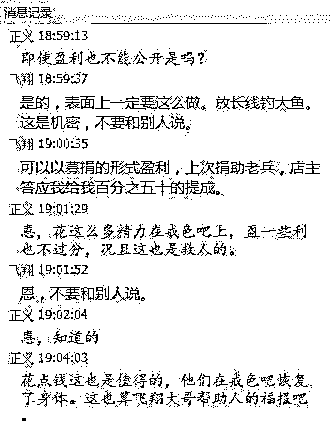 消息记录
正义 18:59:13
即使盈利也不能公开是吗？
飞翔 18:59:37
是的，表面上一定要这么做。放长线钓大鱼。
这是机密，不要和别人说。
飞翔 19:00:35
可以以募捐的形式盈利，上次捐助老兵，店主
答应我给我百分之五十的提成。
正义 19:01:29
恩，花这么多精力在戒色吧上，直一些利
也不过分，况且这也是救人的。
飞翔 19:01:52
恩，不要和别人说。
正义 19:02:04
恩，知道的
正义 19:04:03
花点钱这也是值得的，他们在戒色吧恢复
了身体。这也算飞翔大哥帮助人的福报吧